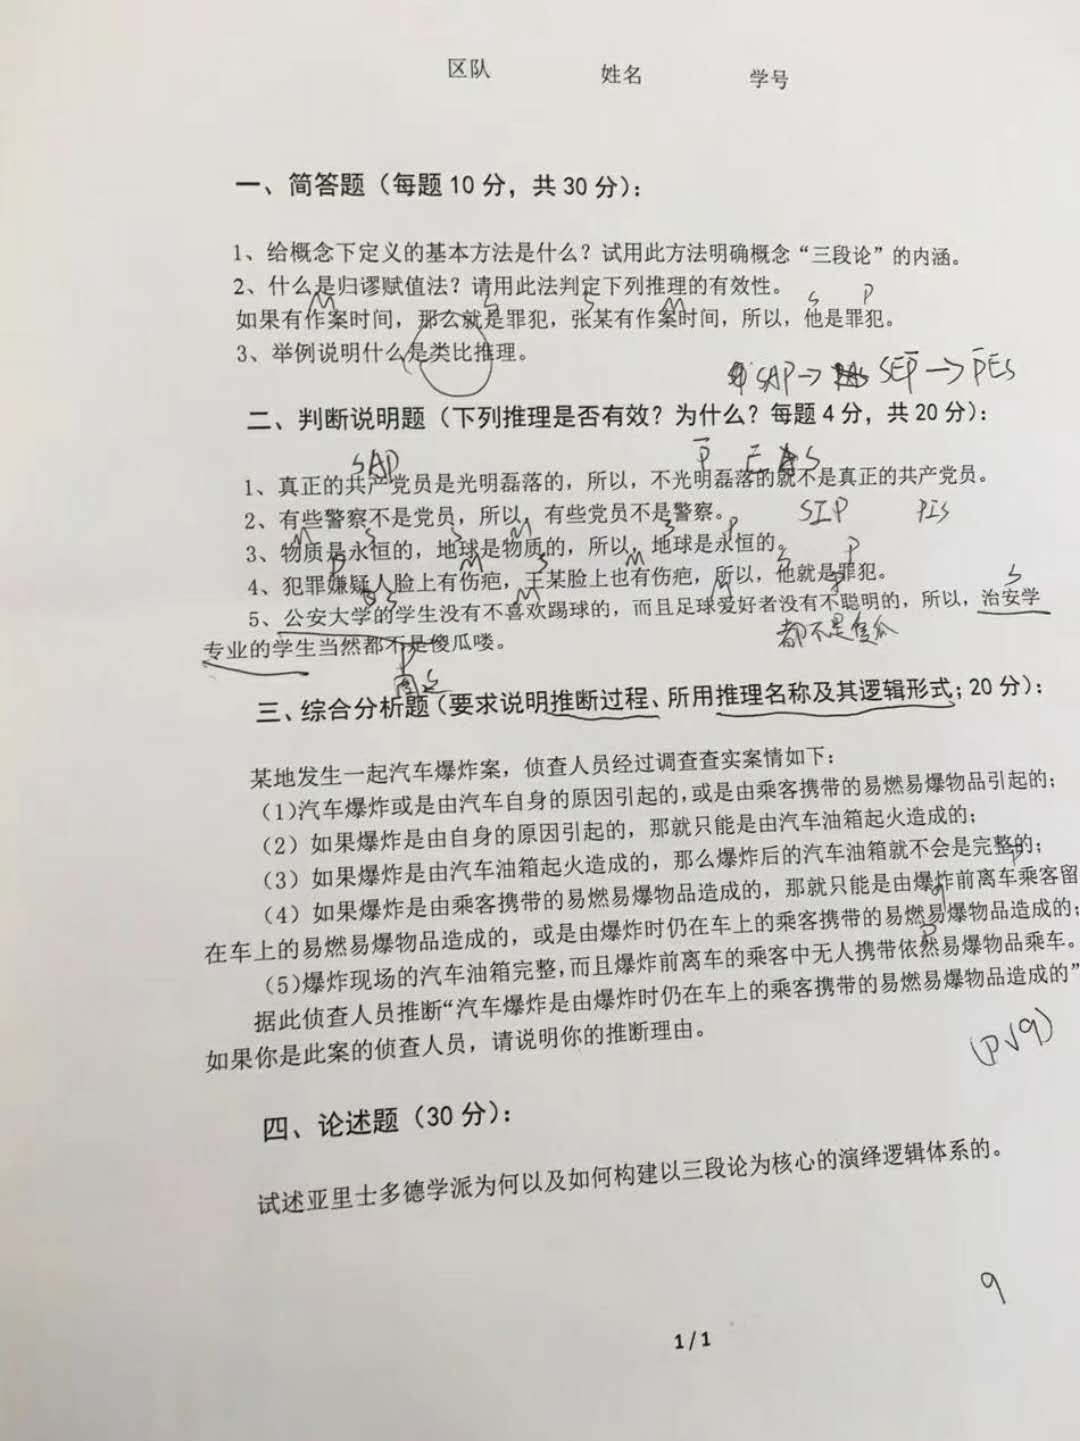 区队 姓名 学号
一、简答题（每题10分，共30分）：
1、给概念下定义的基本方法是什么？试用此方法明确概念“三段论”的内涵。
2、什么是归谬赋值法？请用此法判定下列推理的有效性。
M S S M S P
如果有作案时间，那么就是罪犯，张某有作案时间，所以，他是罪犯。
3、举例说明什么是类比推理。
SAP→ SEP̄→P̄ES
二、判断说明题（下列推理是否有效？为什么？每题4分，共20分）：
SAP P̄ E S
1、真正的共产党员是光明磊落的，所以，不光明磊落的就不是真正的共产党员。
2、有些警察不是党员，所以，有些党员不是警察。 SIP PIS
M S S M S P
3、物质是永恒的，地球是物质的，所以，地球是永恒的。
P M S M S P
4、犯罪嫌疑人脸上有伤疤，王某脸上也有伤疤，所以，他就是罪犯。
S M M P S
5、公安大学的学生没有不喜欢踢球的，而且足球爱好者没有不聪明的，所以，治安学
都不是傻瓜
专业的学生当然都不是傻瓜喽。
P
三、综合分析题（要求说明推断过程、所用推理名称及其逻辑形式；20分）：
某地发生一起汽车爆炸案，侦查人员经过调查查实案情如下：
（1）汽车爆炸或是由汽车自身的原因引起的，或是由乘客携带的易燃易爆物品引起的；
（2）如果爆炸是由自身的原因引起的，那就只能是由汽车油箱起火造成的；
（3）如果爆炸是由汽车油箱起火造成的，那么爆炸后的汽车油箱就不会是完整的；
P
（4）如果爆炸是由乘客携带的易燃易爆物品造成的，那就只能是由爆炸前离车乘客留
q
在车上的易燃易爆物品造成的，或是由爆炸时仍在车上的乘客携带的易燃易爆物品造成的；
P
（5）爆炸现场的汽车油箱完整，而且爆炸前离车的乘客中无人携带依然易爆物品乘车。
据此侦查人员推断“汽车爆炸是由爆炸时仍在车上的乘客携带的易燃易爆物品造成的”
如果你是此案的侦查人员，请说明你的推断理由。
(p∨q)
四、论述题（30分）：
试述亚里士多德学派为何以及如何构建以三段论为核心的演绎逻辑体系的。
q
1/1